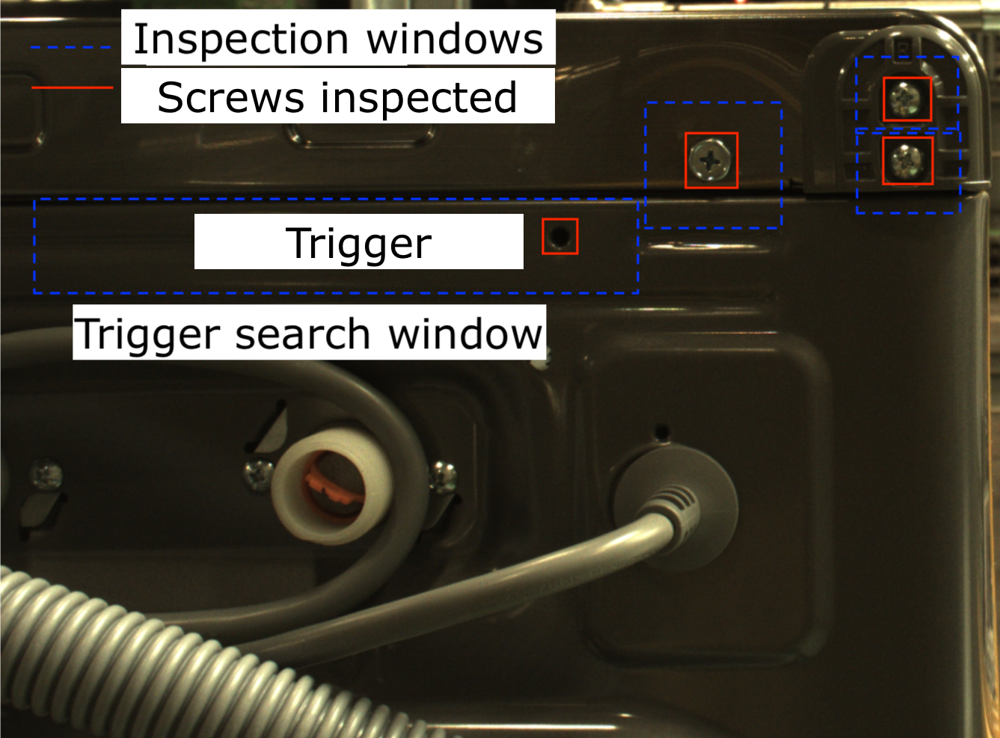 Inspection windows
Screws inspected
Trigger
Trigger search window